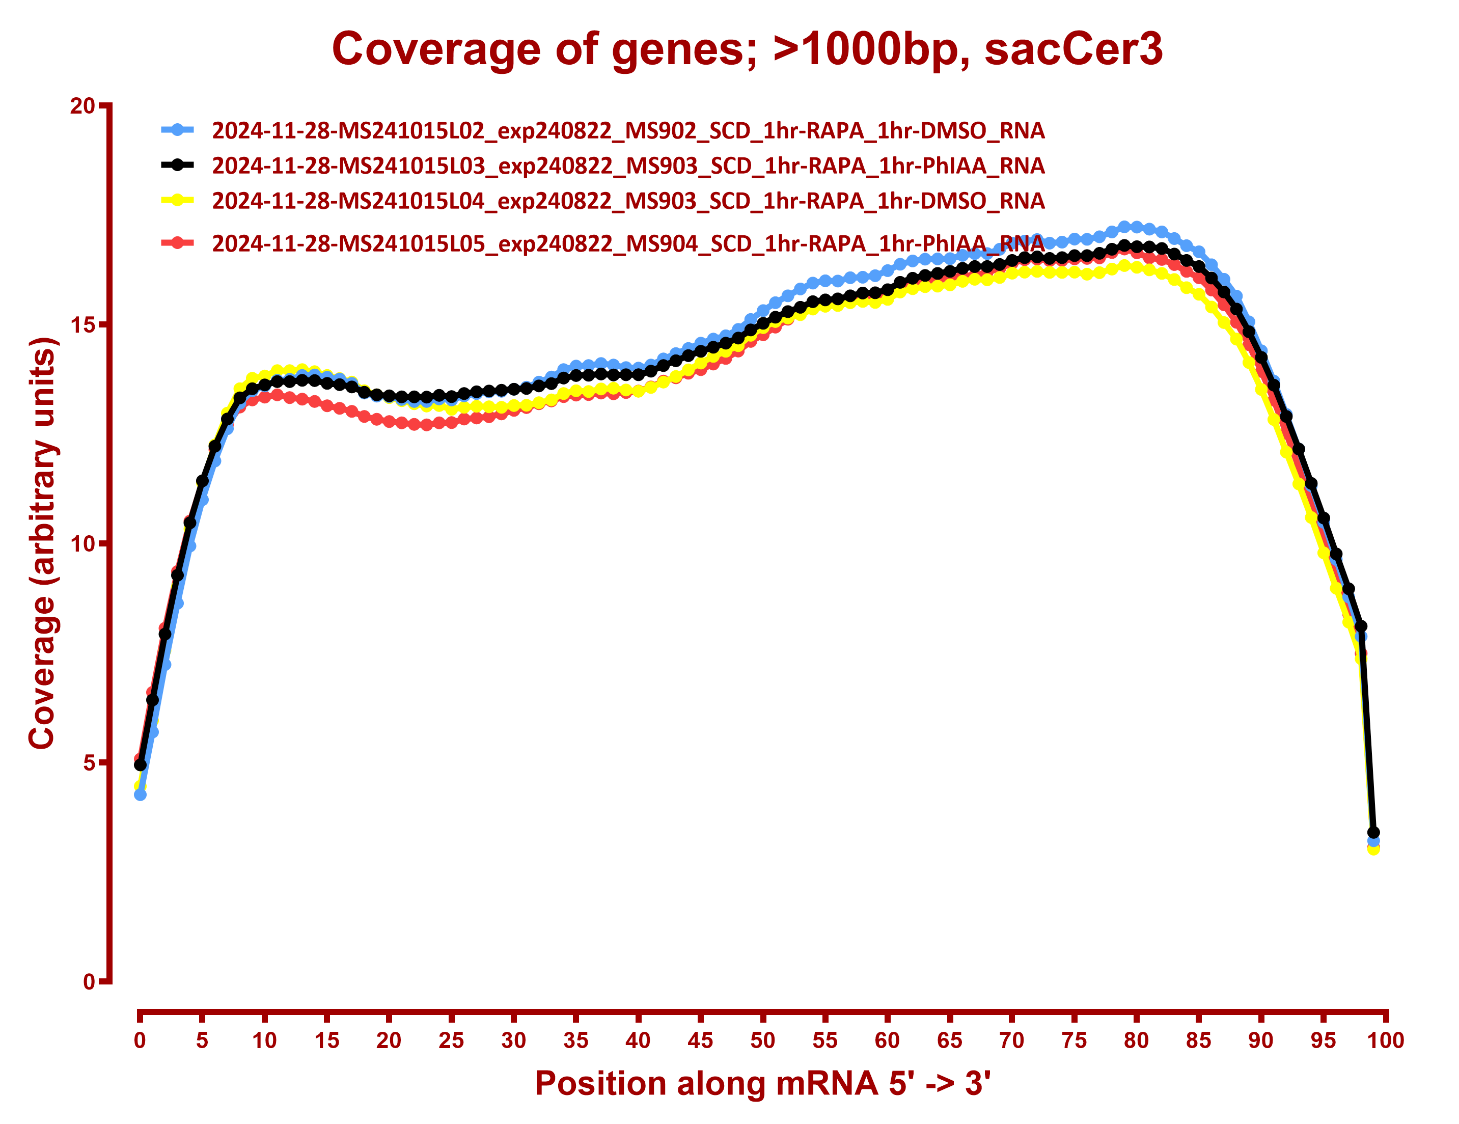 Coverage of genes; >1000bp, sacCer3
2024-11-28-MS241015L02_exp240822_MS902_SCD_1hr-RAPA_1hr-DMSO_RNA
2024-11-28-MS241015L03_exp240822_MS903_SCD_1hr-RAPA_1hr-PhIAA_RNA
2024-11-28-MS241015L04_exp240822_MS903_SCD_1hr-RAPA_1hr-DMSO_RNA
2024-11-28-MS241015L05_exp240822_MS904_SCD_1hr-RAPA_1hr-PhIAA_RNA
Coverage (arbitrary units)
20
15
10
5
0
0 5 10 15 20 25 30 35 40 45 50 55 60 65 70 75 80 85 90 95 100
Position along mRNA 5' -> 3'